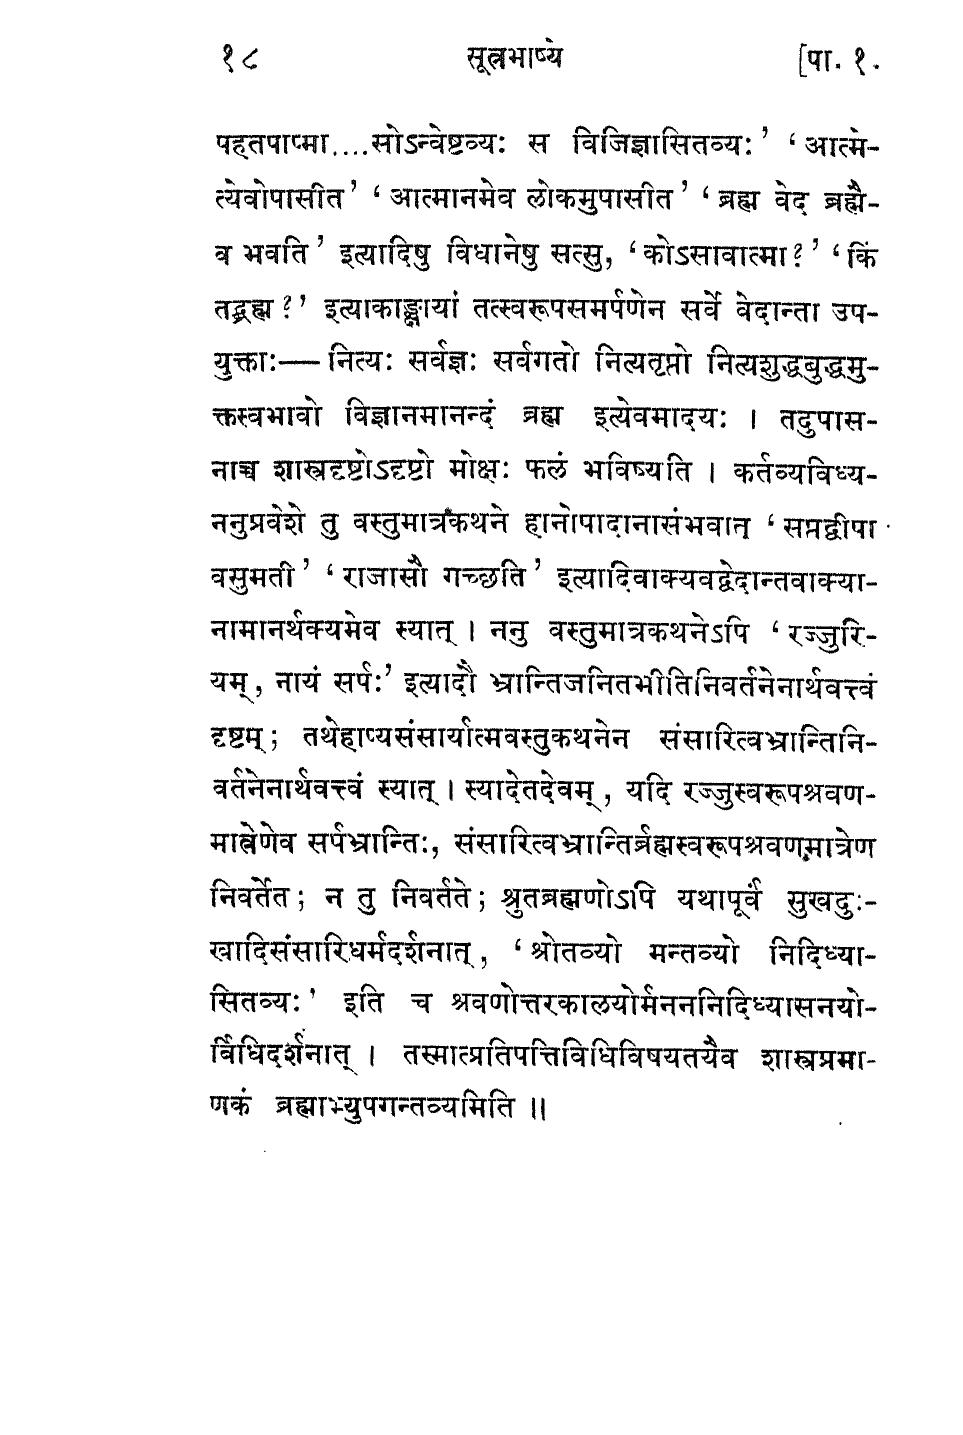 १८ सूत्रभाष्ये [पा. १.
पहतपाप्मा....सोऽन्वेष्टव्यः स विजिज्ञासितव्यः’ ‘आत्मे-
त्येवोपासीत’ ‘आत्मानमेव लोकमुपासीत’ ‘ब्रह्म वेद ब्रह्मै-
व भवति’ इत्यादिषु विधानेषु सत्सु, ‘कोऽसावात्मा?’ ‘किं
तद्ब्रह्म?’ इत्याकाङ्क्षायां तत्स्वरूपसमर्पणेन सर्वे वेदान्ता उप-
युक्ताः—नित्यः सर्वज्ञः सर्वगतो नित्यतृप्तो नित्यशुद्धबुद्धमु-
क्तस्वभावो विज्ञानमानन्दं ब्रह्म इत्येवमादयः । तदुपास-
नाच्च शास्त्रदृष्टोऽदृष्टो मोक्षः फलं भविष्यति । कर्तव्यविध्य-
ननुप्रवेशे तु वस्तुमात्रकथने हानोपादानासंभवात् ‘सप्तद्वीपा
वसुमती’ ‘राजासौ गच्छति’ इत्यादिवाक्यवद्वेदान्तवाक्या-
नामानर्थक्यमेव स्यात् । ननु वस्तुमात्रकथनेऽपि ‘रज्जुरि-
यम्, नायं सर्पः’ इत्यादौ भ्रान्तिजनितभीतिनिवर्तनेनार्थवत्त्वं
दृष्टम्; तथेहाप्यसंसार्यात्मवस्तुकथनेन संसारित्वभ्रान्तिनि-
वर्तनेनार्थवत्त्वं स्यात् । स्यादेतदेवम्, यदि रज्जुस्वरूपश्रवण-
मात्रेणेव सर्पभ्रान्तिः, संसारित्वभ्रान्तिर्ब्रह्मस्वरूपश्रवणमात्रेण
निवर्तेत; न तु निवर्तते; श्रुतब्रह्मणोऽपि यथापूर्वं सुखदुः-
खादिसंसारिधर्मदर्शनात्, ‘श्रोतव्यो मन्तव्यो निदिध्या-
सितव्यः’ इति च श्रवणोत्तरकालयोर्मनननिदिध्यासनयो-
र्विधिदर्शनात् । तस्मात्प्रतिपत्तिविधिविषयतयैव शास्त्रप्रमा-
णकं ब्रह्माभ्युपगन्तव्यमिति ॥